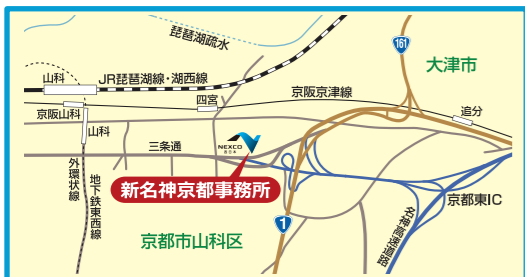 琵琶湖疏水
161
大津市
山科
JR琵琶湖線・湖西線
四宮
京阪京津線
追分
京阪山科
山科
三条通
NEXCO
西日本
外環状線
地下鉄東西線
新名神京都事務所
京都東IC
1
名神高速道路
京都市山科区